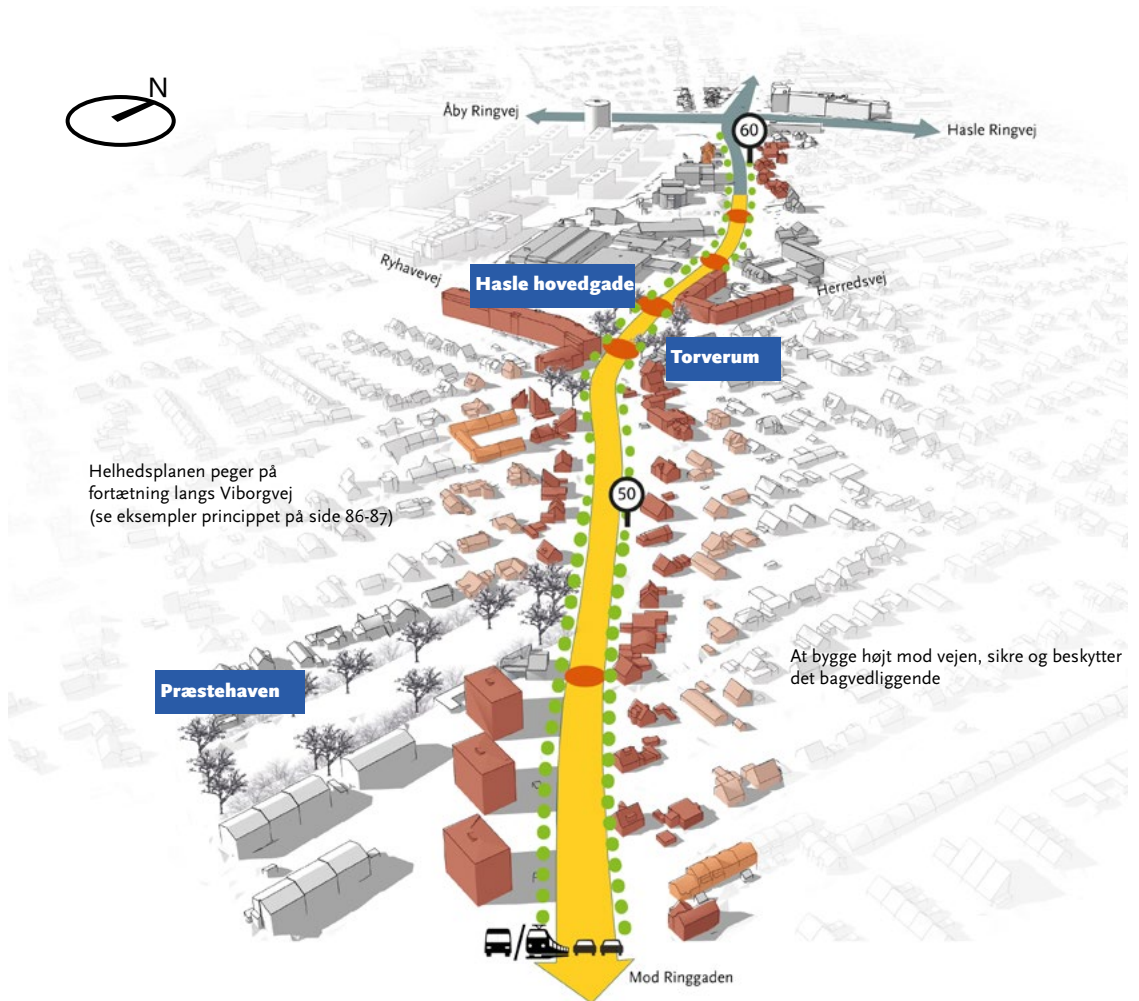 N
Åby Ringvej
Hasle Ringvej
60
Ryhavevej
Hasle hovedgade
Herredsvej
Torverum
Helhedsplanen peger på
fortætning langs Viborgvej
(se eksempler princippet på side 86-87)
50
At bygge højt mod vejen, sikre og beskytter
det bagvedliggende
Præstehaven
/
Mod Ringgaden